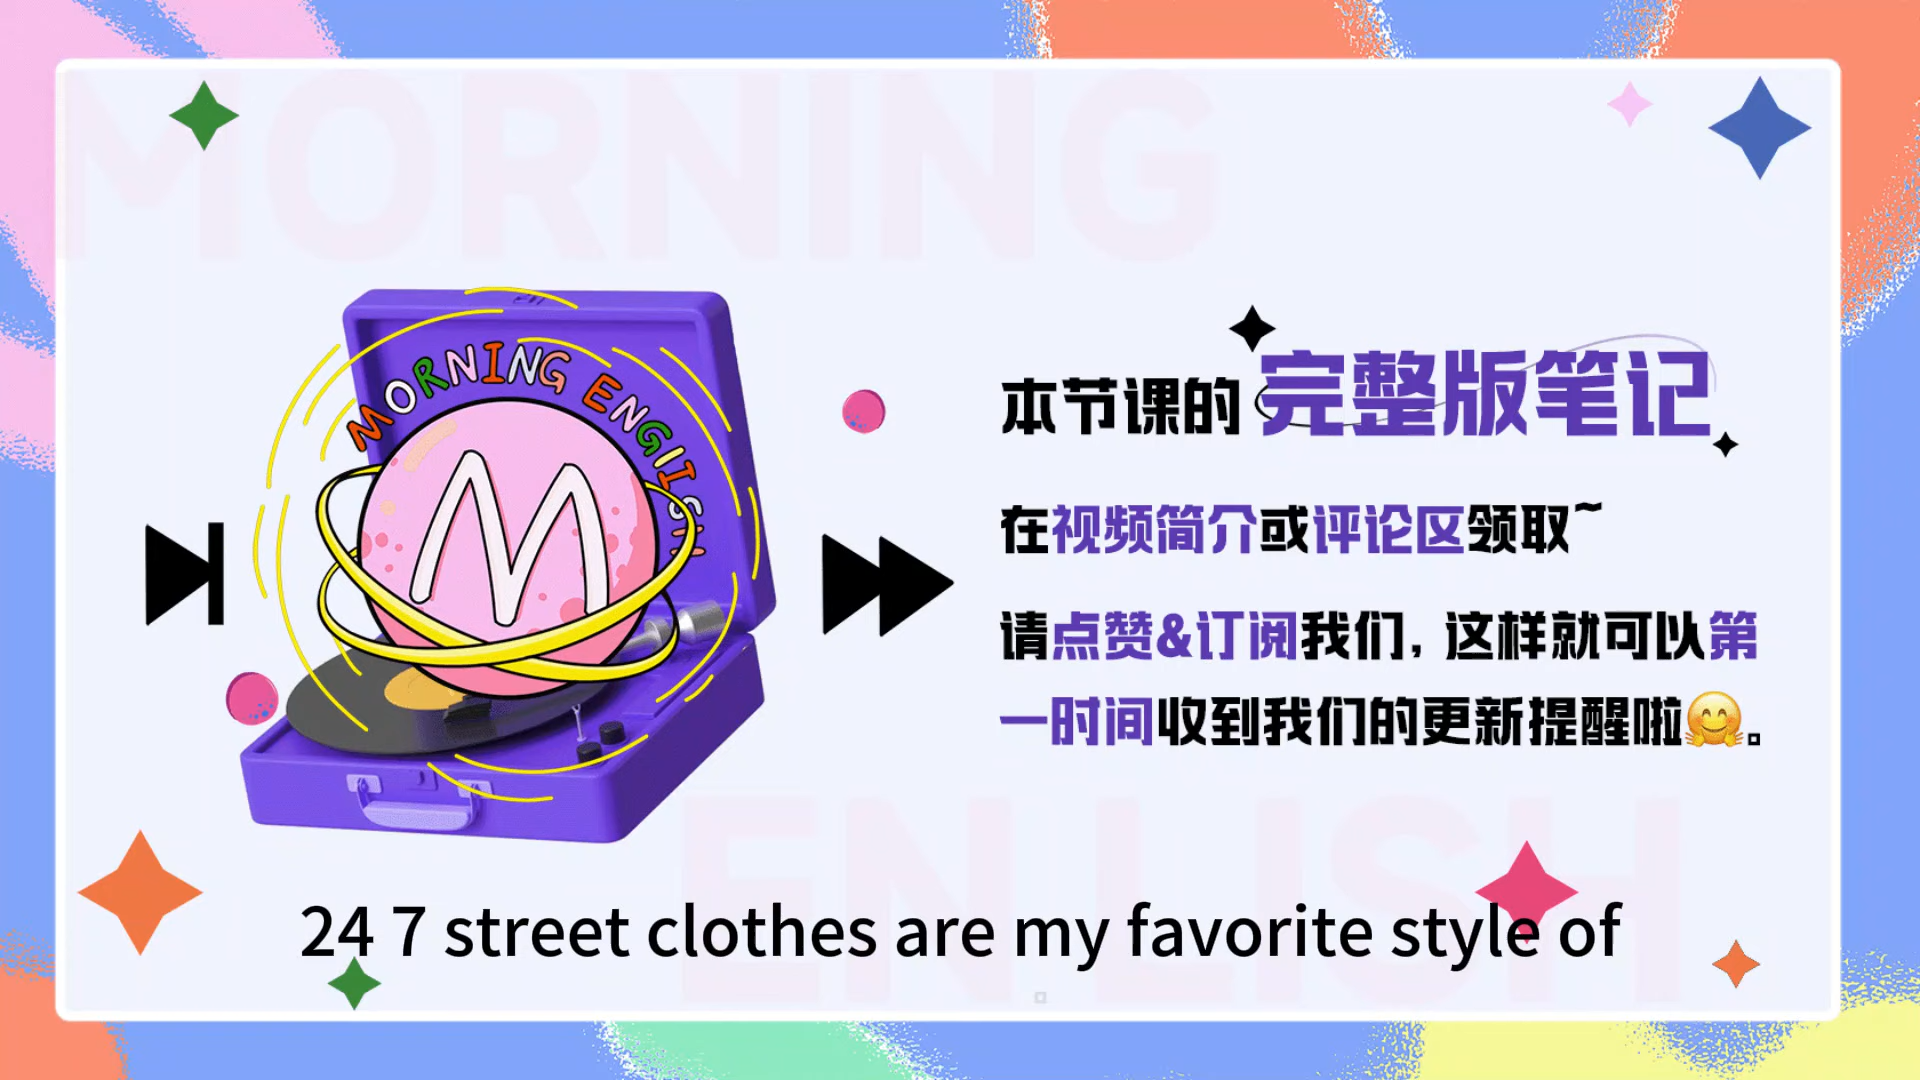 MORNING
MORNING ENGLISH
M
本节课的 完整版笔记
在视频简介或评论区领取~
请点赞&订阅我们，这样就可以第
一时间收到我们的更新提醒啦🤗。
ENGLISH
24 7 street clothes are my favorite style of